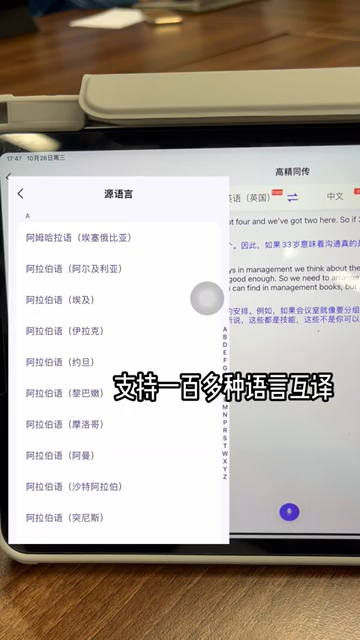 17:47 10月26日周三
高精同传
源语言
英语（英国）
中文
A
阿姆哈拉语（埃塞俄比亚）
阿拉伯语（阿尔及利亚）
阿拉伯语（埃及）
阿拉伯语（伊拉克）
阿拉伯语（约旦）
阿拉伯语（黎巴嫩）
阿拉伯语（摩洛哥）
阿拉伯语（阿曼）
阿拉伯语（沙特阿拉伯）
阿拉伯语（突尼斯）
four and we've got two here. So if
个。因此，如果33岁意味着沟通真的是
in management we think about the
good enough. So we need to
can find in management books, but
的安排。例如，如果会议室就像要分组
所说，这些都是技能，这些不是你可以
A
B
D
E
F
G
M
N
P
R
S
T
W
X
Y
Z
支持一百多种语言互译